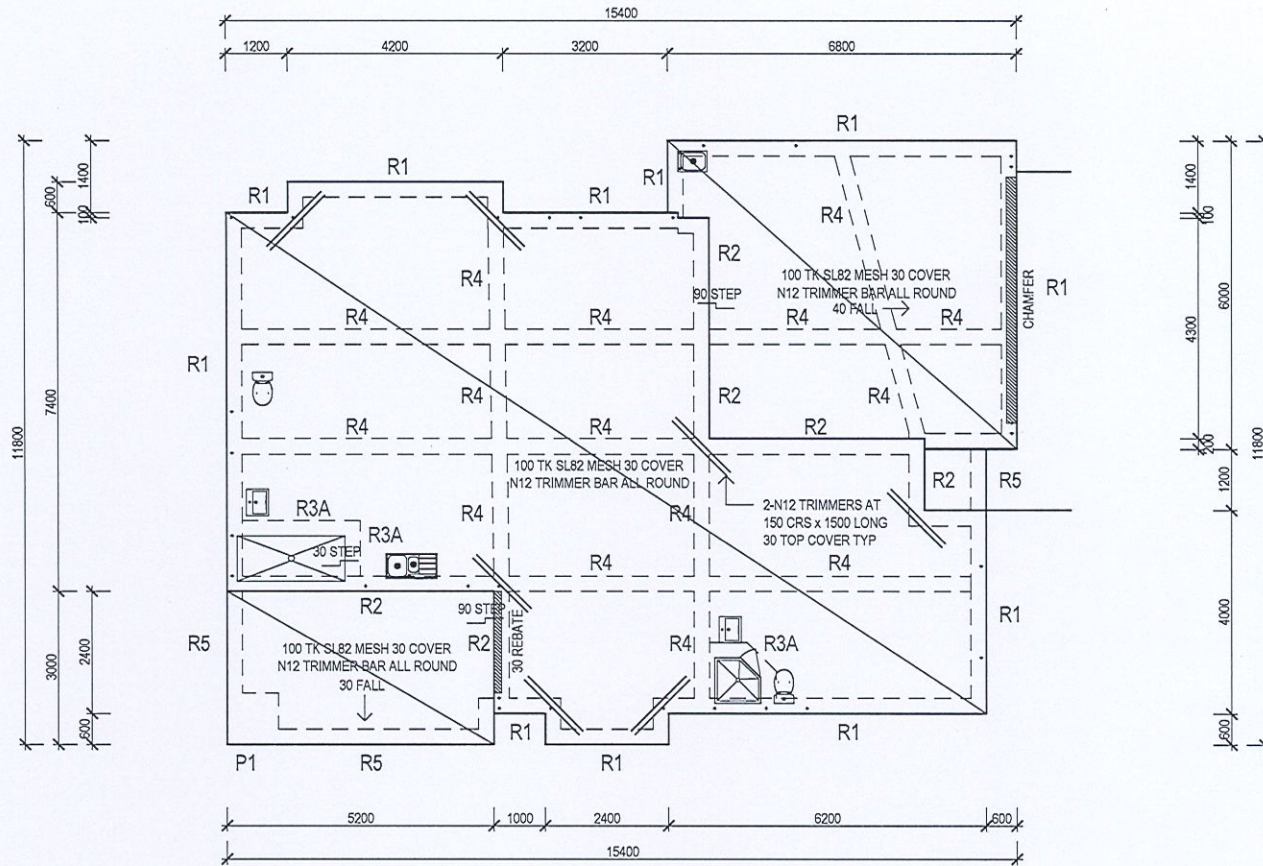 15400
1200 4200 3200 6800
R1
R1
R1 R1 R1
R4
R2
R4
100 TK SL82 MESH 30 COVER
N12 TRIMMER BAR ALL ROUND
40 FALL
90 STEP
R4 R4 R4 R4
CHAMFER
R1
R1
R4 R2 R4
R4 R4 R2
100 TK SL82 MESH 30 COVER
N12 TRIMMER BAR ALL ROUND
R2 R5
2-N12 TRIMMERS AT
150 CRS x 1500 LONG
30 TOP COVER TYP
R3A
R4 R4
R3A
30 STEP
R4 R4
R2
90 STEP
30 REBATE
R1
R5
100 TK SL82 MESH 30 COVER
N12 TRIMMER BAR ALL ROUND
30 FALL
R2
R4 R3A
R1 R1
P1 R5 R1
11800
600
7400
3000
1400
100
2400
600
1400
100
4300
200
6000
1200
4000
600
11800
5200 1000 2400 6200 600
15400